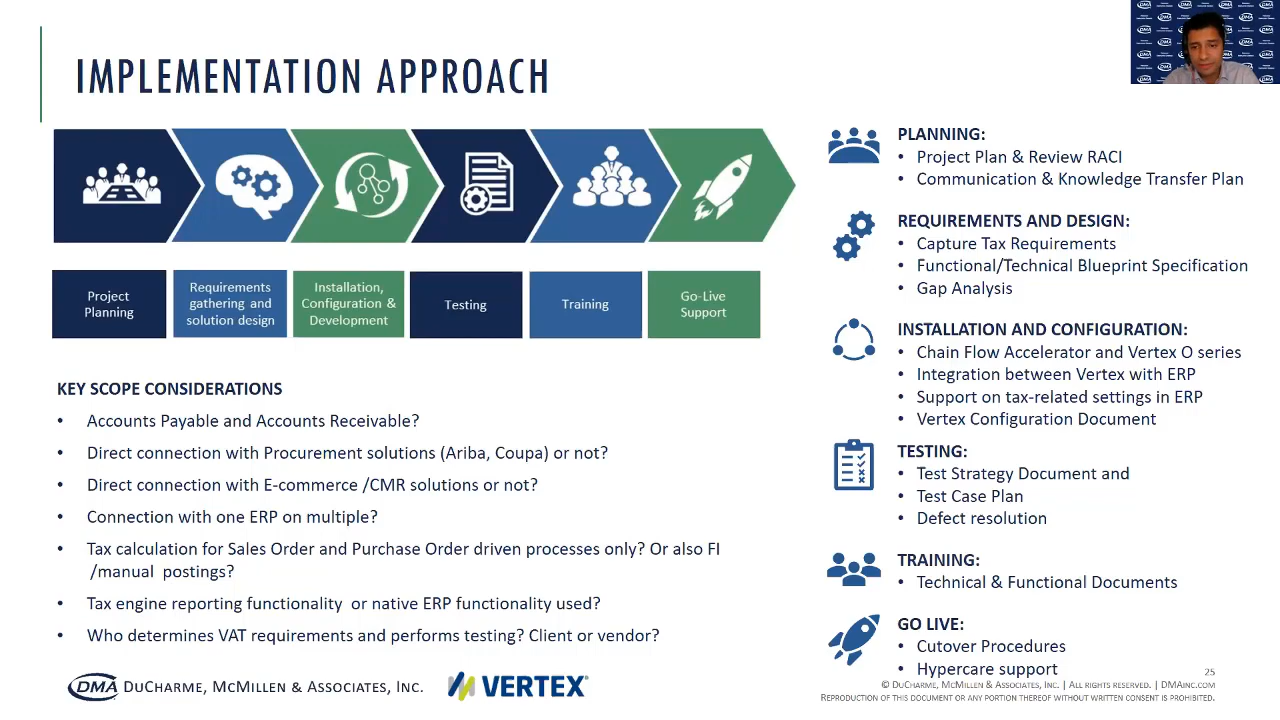 IMPLEMENTATION APPROACH
Project
Planning
Requirements
gathering and
solution design
Installation,
Configuration &
Development
Testing
Training
Go-Live
Support
KEY SCOPE CONSIDERATIONS
• Accounts Payable and Accounts Receivable?
• Direct connection with Procurement solutions (Ariba, Coupa) or not?
• Direct connection with E-commerce /CMR solutions or not?
• Connection with one ERP on multiple?
• Tax calculation for Sales Order and Purchase Order driven processes only? Or also FI
/manual postings?
• Tax engine reporting functionality or native ERP functionality used?
• Who determines VAT requirements and performs testing? Client or vendor?
PLANNING:
• Project Plan & Review RACI
• Communication & Knowledge Transfer Plan
REQUIREMENTS AND DESIGN:
• Capture Tax Requirements
• Functional/Technical Blueprint Specification
• Gap Analysis
INSTALLATION AND CONFIGURATION:
• Chain Flow Accelerator and Vertex O series
• Integration between Vertex with ERP
• Support on tax-related settings in ERP
• Vertex Configuration Document
TESTING:
• Test Strategy Document and
• Test Case Plan
• Defect resolution
TRAINING:
• Technical & Functional Documents
GO LIVE:
• Cutover Procedures
• Hypercare support
DMA DUCHARME, MCMILLEN & ASSOCIATES, INC.
VERTEX
25
© DUCHARME, MCMILLEN & ASSOCIATES, INC. | ALL RIGHTS RESERVED. | DMAINC.COM
REPRODUCTION OF THIS DOCUMENT OR ANY PORTION THEREOF WITHOUT WRITTEN CONSENT IS PROHIBITED.